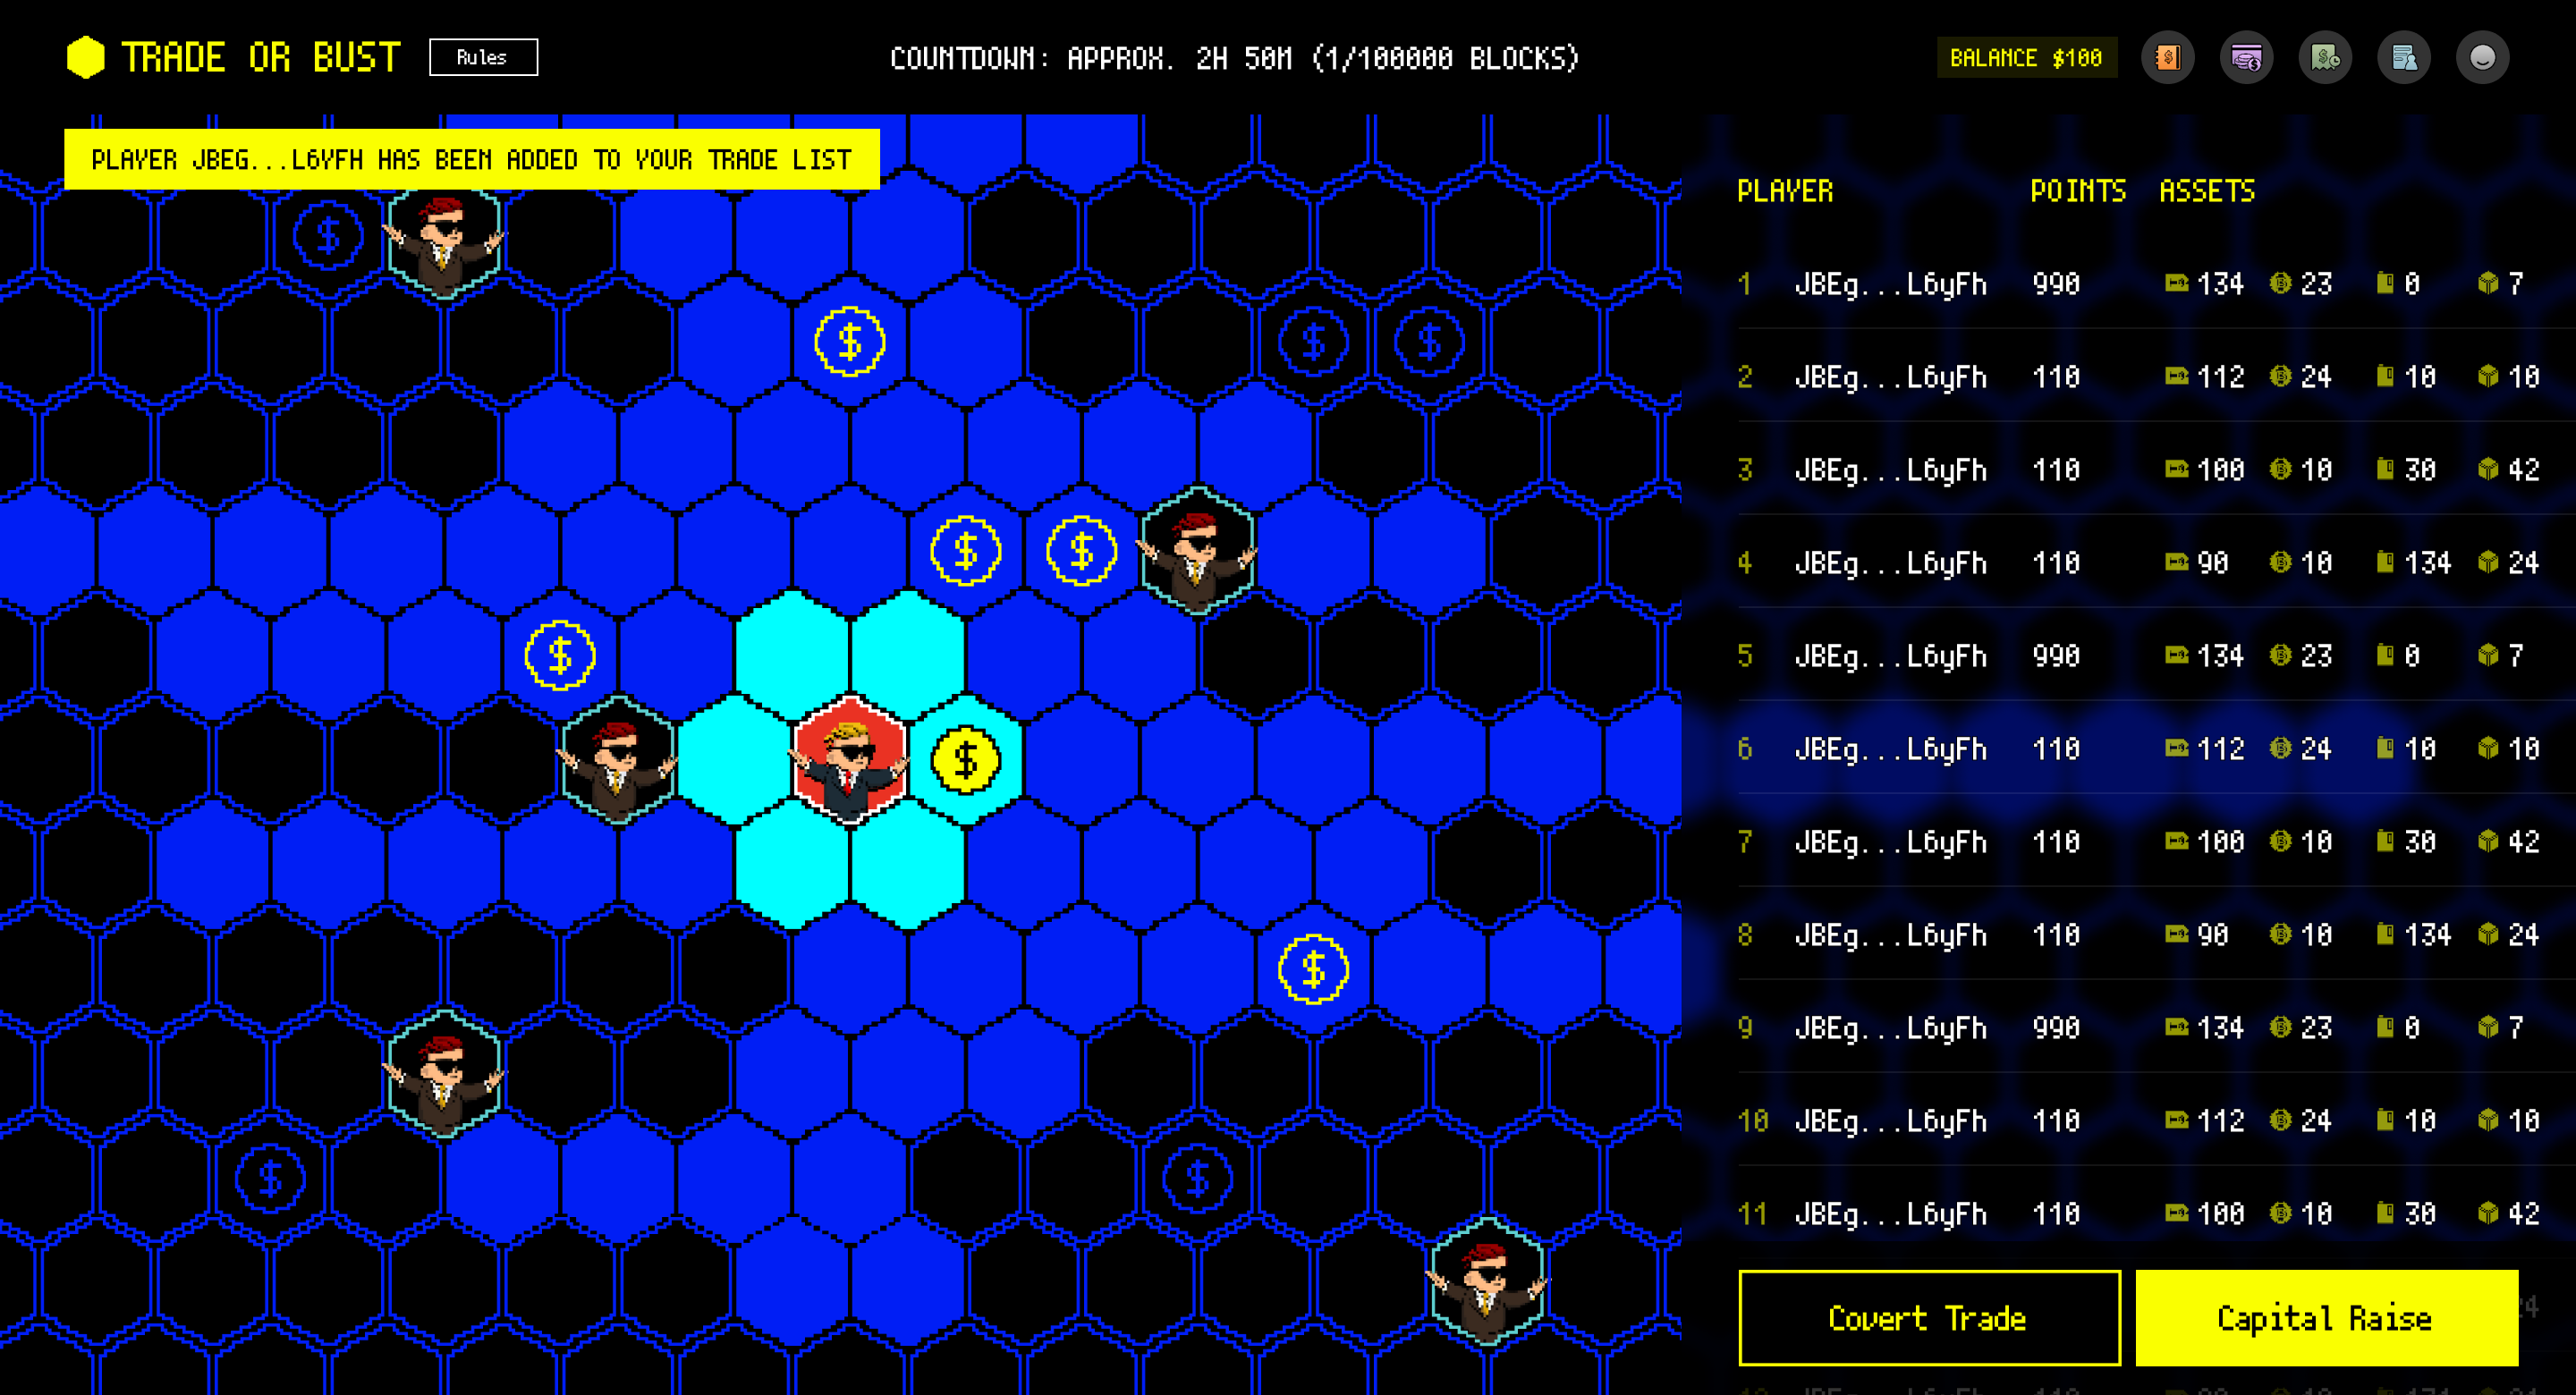 TRADE OR BUST
Rules
COUNTDOWN: APPROX. 2H 50M (1/100000 BLOCKS)
BALANCE $100
PLAYER JBEG...L6YFH HAS BEEN ADDED TO YOUR TRADE LIST
PLAYER POINTS ASSETS
1 JBEg...L6yFh 990 134 23 0 7
2 JBEg...L6yFh 110 112 24 10 10
3 JBEg...L6yFh 110 100 10 30 42
4 JBEg...L6yFh 110 90 10 134 24
5 JBEg...L6yFh 990 134 23 0 7
6 JBEg...L6yFh 110 112 24 10 10
7 JBEg...L6yFh 110 100 10 30 42
8 JBEg...L6yFh 110 90 10 134 24
9 JBEg...L6yFh 990 134 23 0 7
10 JBEg...L6yFh 110 112 24 10 10
11 JBEg...L6yFh 110 100 10 30 42
Covert Trade
Capital Raise